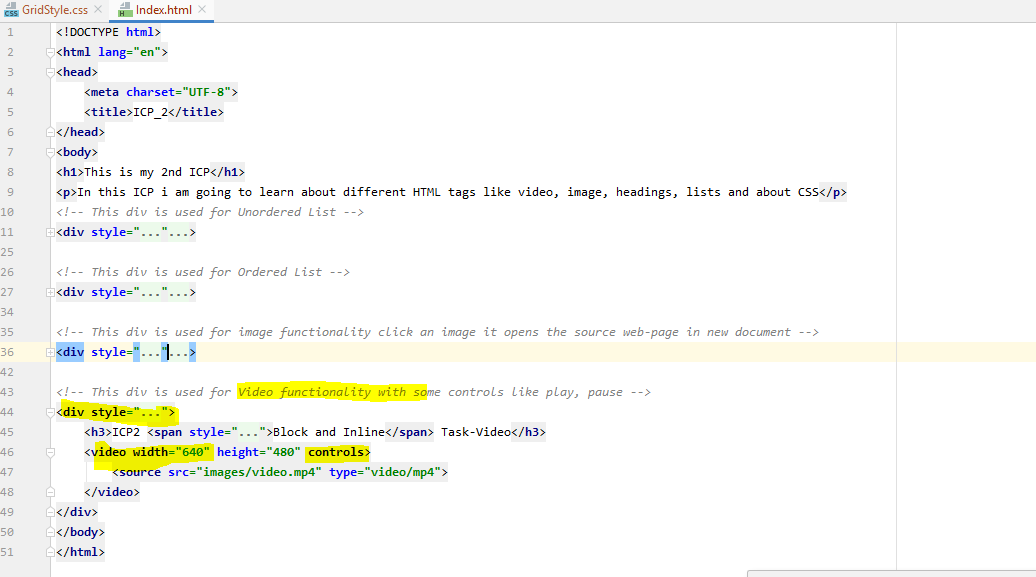 GridStyle.css × Index.html ×
1 <!DOCTYPE html>
2 <html lang="en">
3 <head>
4 <meta charset="UTF-8">
5 <title>ICP_2</title>
6 </head>
7 <body>
8 <h1>This is my 2nd ICP</h1>
9 <p>In this ICP i am going to learn about different HTML tags like video, image, headings, lists and about CSS</p>
10 <!-- This div is used for Unordered List -->
11 <div style="..."...>
25
26 <!-- This div is used for Ordered List -->
27 <div style="..."...>
34
35 <!-- This div is used for image functionality click an image it opens the source web-page in new document -->
36 <div style="..."...>
42
43 <!-- This div is used for Video functionality with some controls like play, pause -->
44 <div style="...">
45 <h3>ICP2 <span style="...">Block and Inline</span> Task-Video</h3>
46 <video width="640" height="480" controls>
47 <source src="images/video.mp4" type="video/mp4">
48 </video>
49 </div>
50 </body>
51 </html>